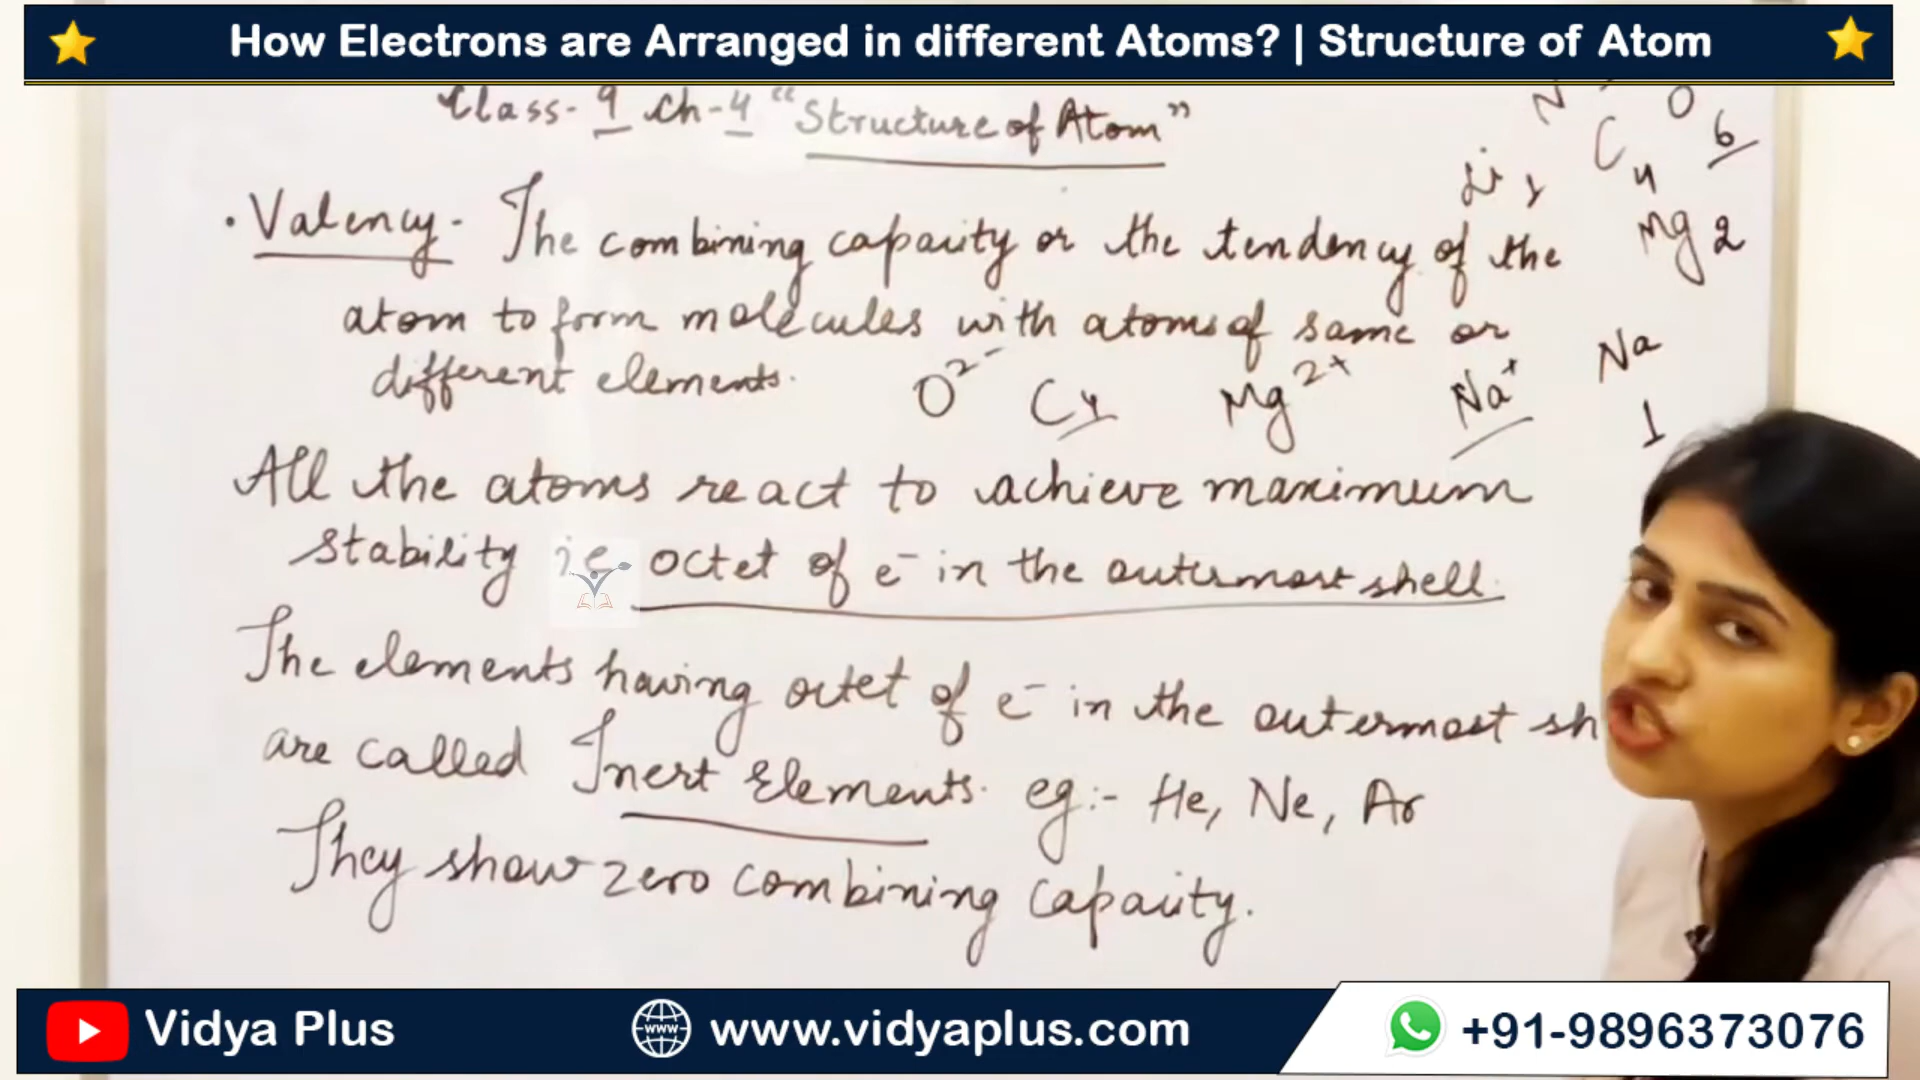 How Electrons are Arranged in different Atoms? | Structure of Atom
Class-9 Ch-4 "Structure of Atom"
N O
C 6
Li 1 4
• Valency - The combining capacity or the tendency of the
Mg 2
atom to form molecules with atoms of same or
different elements.
O²⁻ C4 Mg²⁺ Na⁺
Na
1
All the atoms react to achieve maximum
stability i.e octet of e⁻ in the outermost shell.
The elements having octet of e⁻ in the outermost sh
are called Inert Elements. eg:- He, Ne, Ar
They show zero combining capacity.
Vidya Plus
www.vidyaplus.com
+91-9896373076